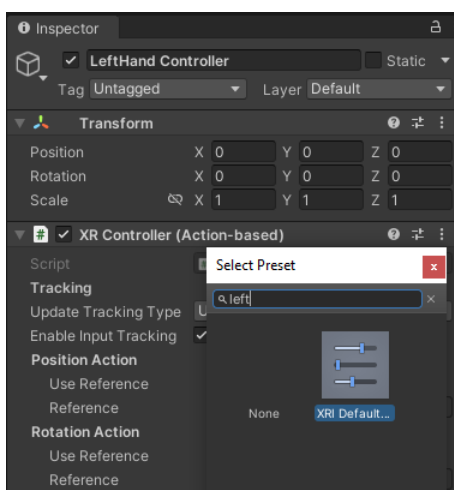 Inspector
LeftHand Controller Static
Tag Untagged Layer Default
Transform
Position X 0 Y 0 Z 0
Rotation X 0 Y 0 Z 0
Scale X 1 Y 1 Z 1
# XR Controller (Action-based)
Script
Tracking
Update Tracking Type U
Enable Input Tracking
Position Action
Use Reference
Reference
Rotation Action
Use Reference
Reference
Select Preset x
left ×
None XRI Default...